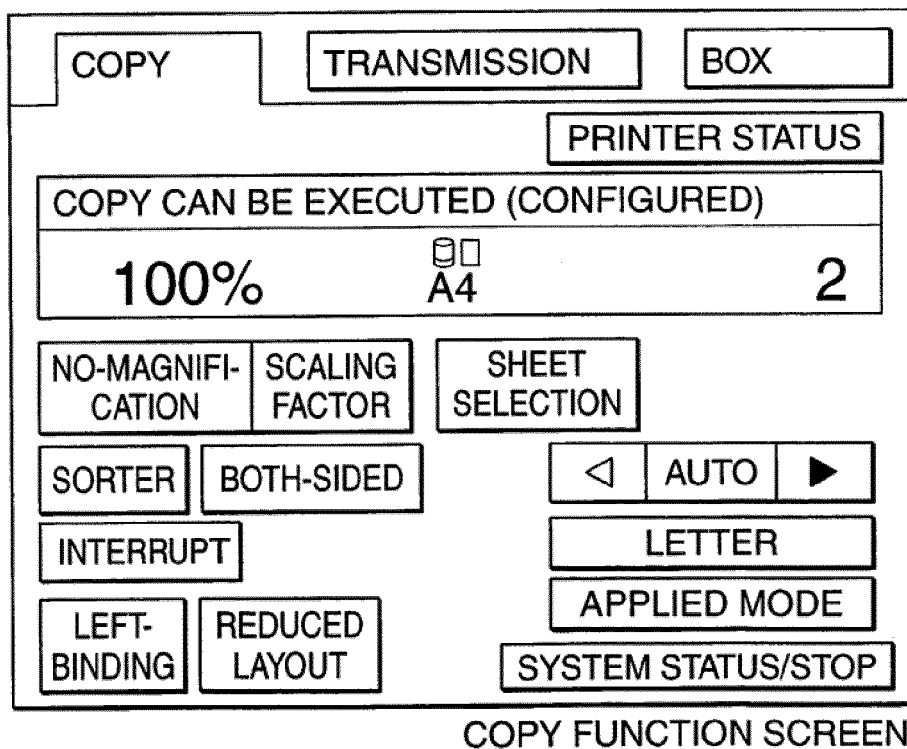 COPY
TRANSMISSION
BOX
PRINTER STATUS
COPY CAN BE EXECUTED (CONFIGURED)
100%
A4
2
NO-MAGNIFI-
CATION
SCALING
FACTOR
SHEET
SELECTION
SORTER
BOTH-SIDED
AUTO
INTERRUPT
LETTER
APPLIED MODE
LEFT-
BINDING
REDUCED
LAYOUT
SYSTEM STATUS/STOP
COPY FUNCTION SCREEN